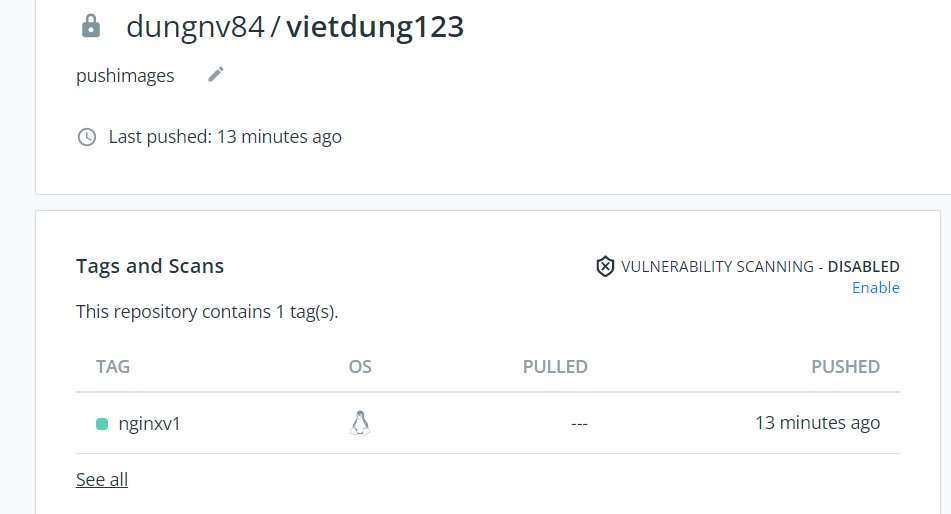 dungnv84 / vietdung123
pushimages
Last pushed: 13 minutes ago
Tags and Scans
VULNERABILITY SCANNING - DISABLED
Enable
This repository contains 1 tag(s).
TAG OS PULLED PUSHED
nginxv1 --- 13 minutes ago
See all